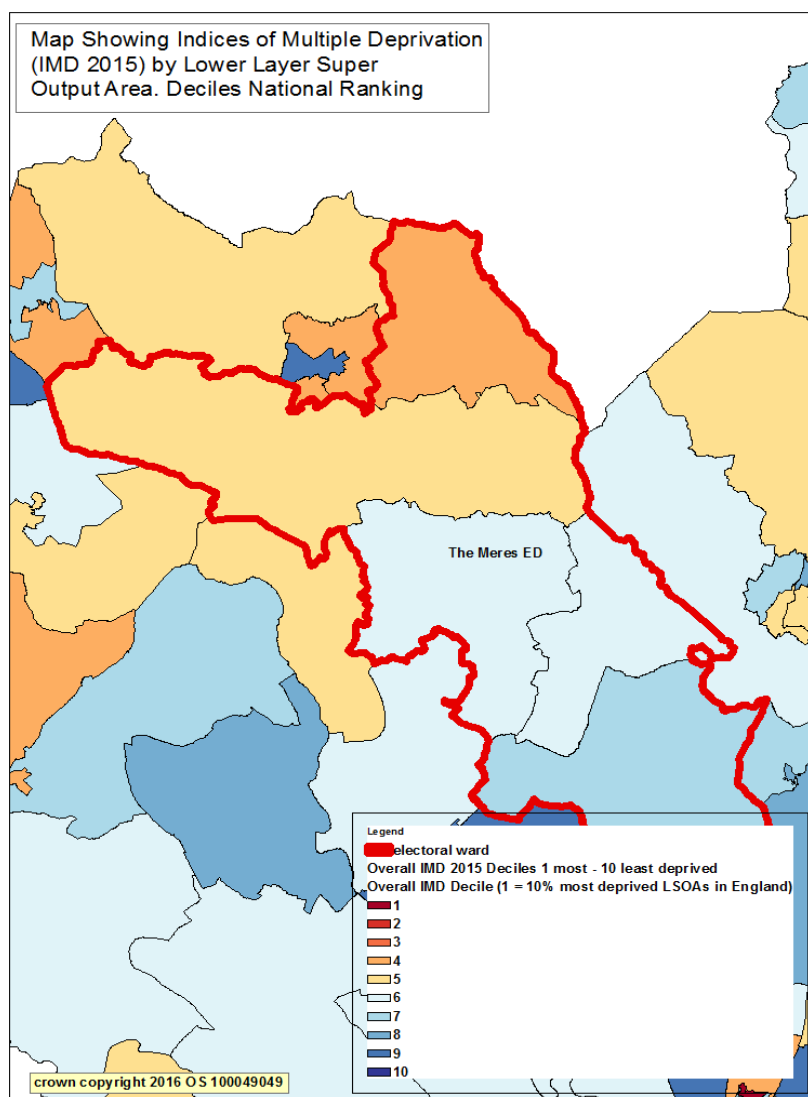 Map Showing Indices of Multiple Deprivation
(IMD 2015) by Lower Layer Super
Output Area. Deciles National Ranking
The Meres ED
Legend
electoral ward
Overall IMD 2015 Deciles 1 most - 10 least deprived
Overall IMD Decile (1 = 10% most deprived LSOAs in England)
1
2
3
4
5
6
7
8
9
10
crown copyright 2016 OS 100049049